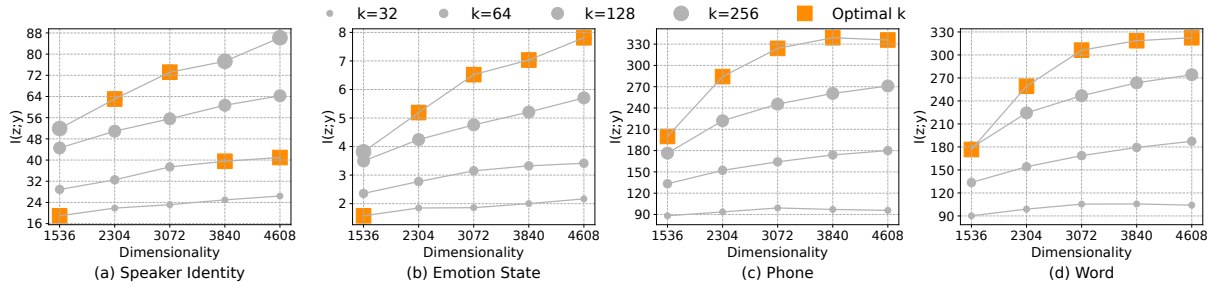 k=32 k=64 k=128 k=256 Optimal k
I(z;y)
88
80
72
64
56
48
40
32
24
16
1536 2304 3072 3840 4608
Dimensionality
(a) Speaker Identity
I(z;y)
8
7
6
5
4
3
2
1536 2304 3072 3840 4608
Dimensionality
(b) Emotion State
I(z;y)
330
300
270
240
210
180
150
120
90
1536 2304 3072 3840 4608
Dimensionality
(c) Phone
I(z;y)
330
300
270
240
210
180
150
120
90
1536 2304 3072 3840 4608
Dimensionality
(d) Word